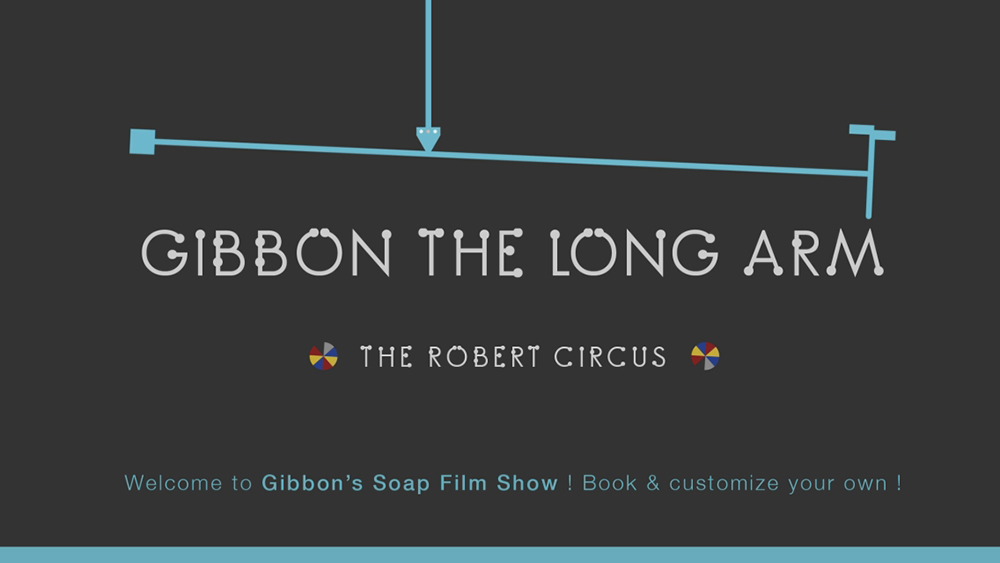 GIBBON THE LONG ARM
THE ROBERT CIRCUS
Welcome to Gibbon's Soap Film Show ! Book & customize your own !